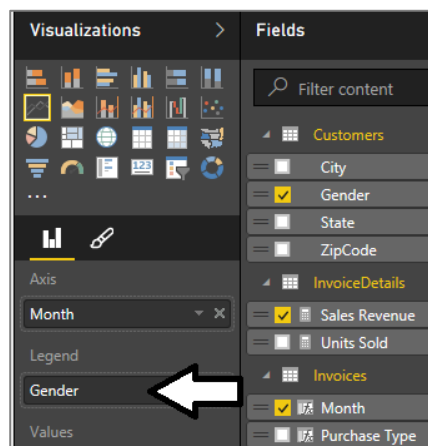 Visualizations
Axis
Month
Legend
Gender
Values
Fields
Filter content
Customers
City
Gender
State
ZipCode
InvoiceDetails
Sales Revenue
Units Sold
Invoices
Month
Purchase Type
123